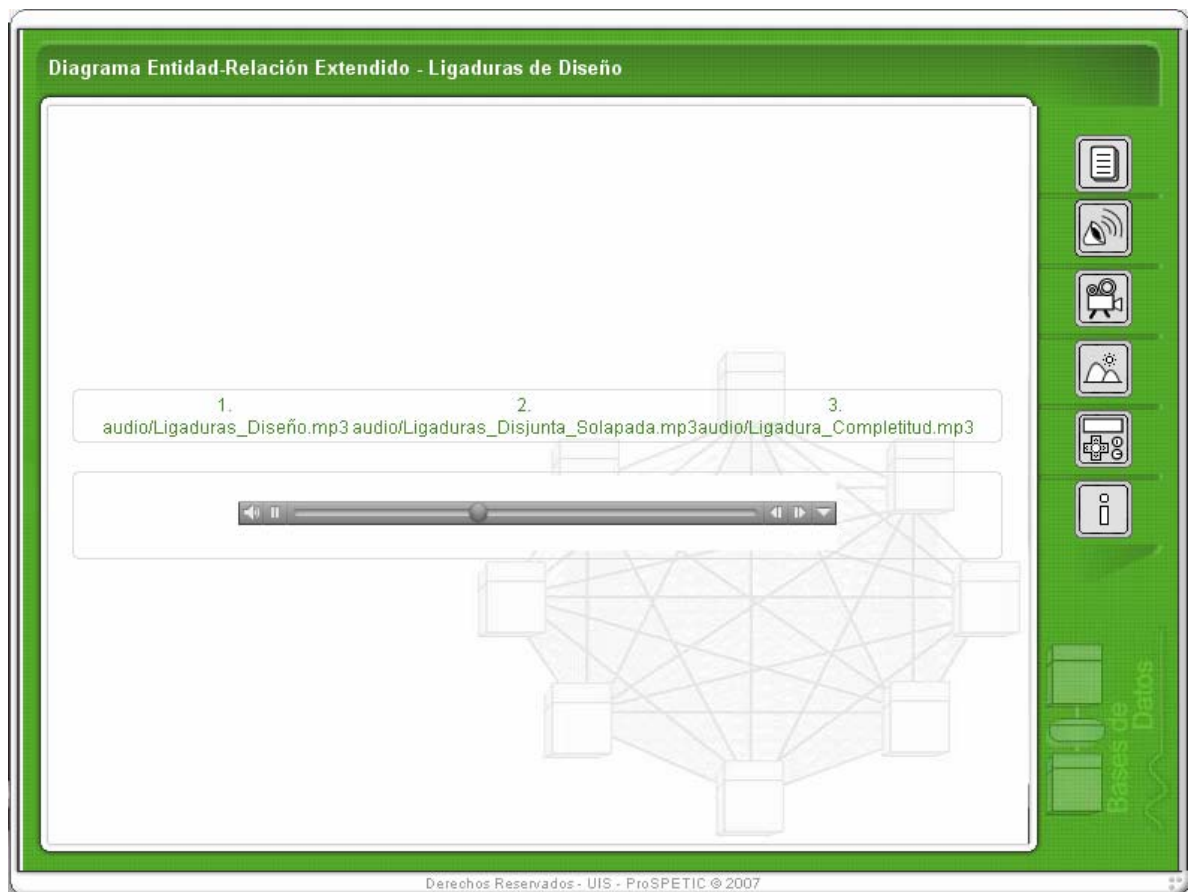 Diagrama Entidad-Relación Extendido - Ligaduras de Diseño
1. 2. 3.
audio/Ligaduras_Diseño.mp3 audio/Ligaduras_Disjunta_Solapada.mp3audio/Ligadura_Completitud.mp3
Bases de
Datos
Derechos Reservados - UIS - ProSPETIC © 2007